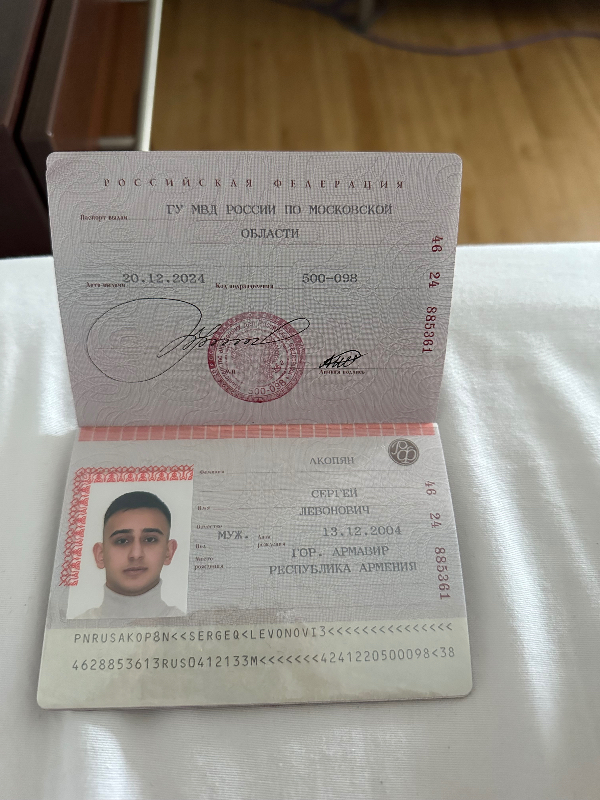 РОССИЙСКАЯ ФЕДЕРАЦИЯ
Паспорт выдан ГУ МВД РОССИИ ПО МОСКОВСКОЙ
ОБЛАСТИ
Дата выдачи 20.12.2024 Код подразделения 500-098
46 24 885361
Личная подпись
Фамилия АКОПЯН
Имя СЕРГЕЙ
Отчество ЛЕВОНОВИЧ
Пол МУЖ. Дата рождения 13.12.2004
Место рождения ГОР. АРМАВИР
РЕСПУБЛИКА АРМЕНИЯ
46 24 885361
PNRUSAK0P8N<<SERGEQ<LEVONOVI3<<<<<<<<<<<<<<<
4628853613RUS0412133M<<<<<<<4241220500098<38